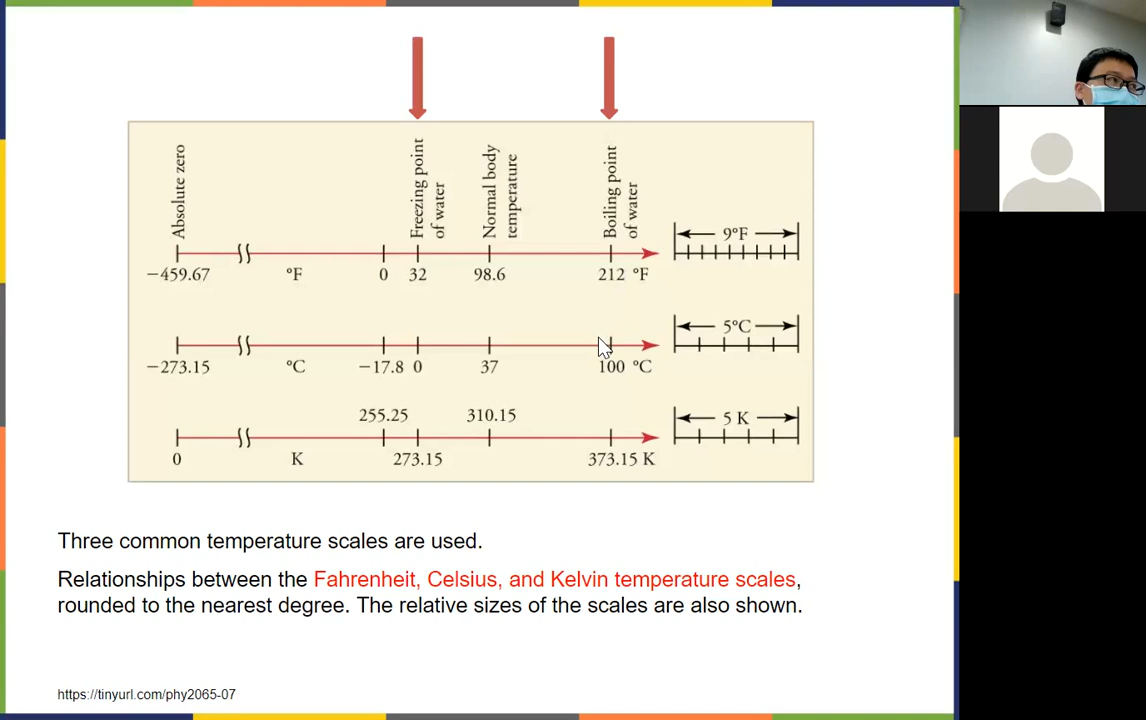 Absolute zero
Freezing point
of water
Normal body
temperature
Boiling point
of water
9°F
−459.67
°F
0
32
98.6
212 °F
5°C
−273.15
°C
−17.8
0
37
100 °C
255.25
310.15
5 K
0
K
273.15
373.15 K
Three common temperature scales are used.
Relationships between the Fahrenheit, Celsius, and Kelvin temperature scales,
rounded to the nearest degree. The relative sizes of the scales are also shown.
https://tinyurl.com/phy2065-07